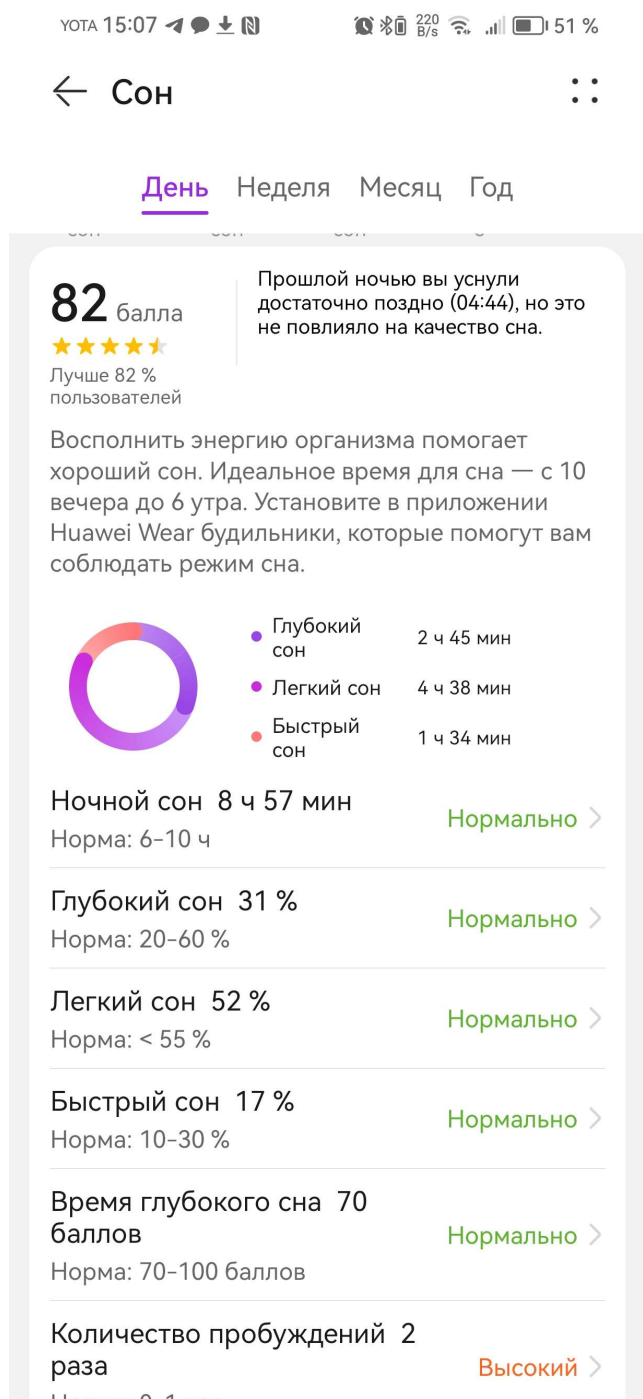 YOTA 15:07 220 B/s 51 %
Сон
День Неделя Месяц Год
82 балла
Лучше 82 %
пользователей
Прошлой ночью вы уснули
достаточно поздно (04:44), но это
не повлияло на качество сна.
Восполнить энергию организма помогает
хороший сон. Идеальное время для сна — с 10
вечера до 6 утра. Установите в приложении
Huawei Wear будильники, которые помогут вам
соблюдать режим сна.
Глубокий
сон 2 ч 45 мин
Легкий сон 4 ч 38 мин
Быстрый
сон 1 ч 34 мин
Ночной сон 8 ч 57 мин
Норма: 6-10 ч
Нормально
Глубокий сон 31 %
Норма: 20-60 %
Нормально
Легкий сон 52 %
Норма: < 55 %
Нормально
Быстрый сон 17 %
Норма: 10-30 %
Нормально
Время глубокого сна 70
баллов
Норма: 70-100 баллов
Нормально
Количество пробуждений 2
раза
Высокий